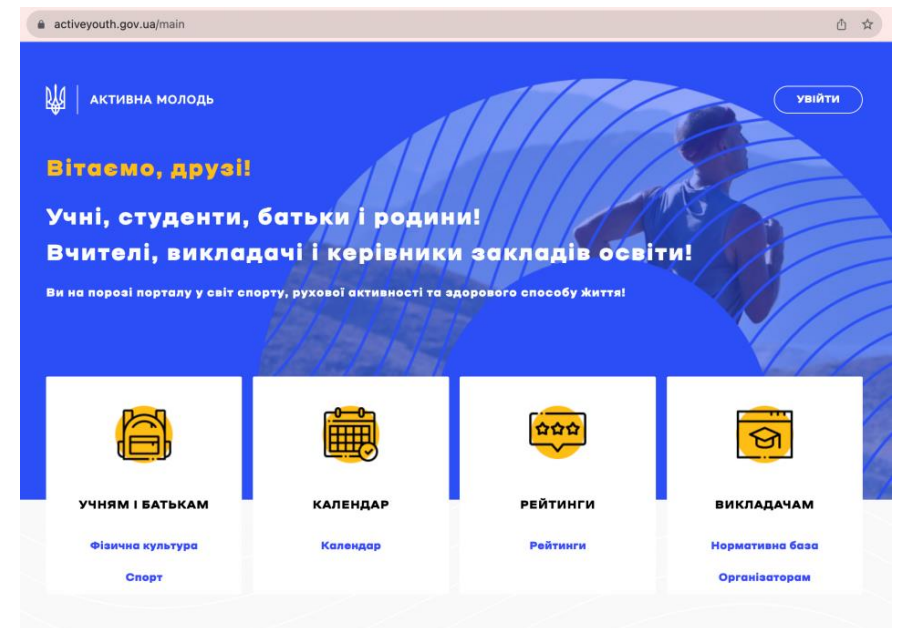 activeyouth.gov.ua/main
АКТИВНА МОЛОДЬ
УВІЙТИ
Вітаємо, друзі!
Учні, студенти, батьки і родини!
Вчителі, викладачі і керівники закладів освіти!
Ви на порозі порталу у світ спорту, рухової активності та здорового способу життя!
УЧНЯМ І БАТЬКАМ
Фізична культура
Спорт
КАЛЕНДАР
Календар
РЕЙТИНГИ
Рейтинги
ВИКЛАДАЧАМ
Нормативна база
Організаторам